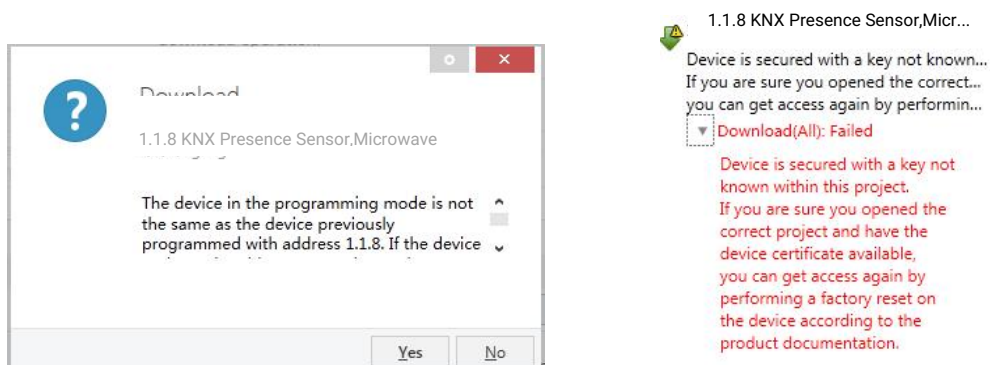 Download
1.1.8 KNX Presence Sensor,Microwave
The device in the programming mode is not
the same as the device previously
programmed with address 1.1.8. If the device
Yes
No
1.1.8 KNX Presence Sensor,Micr...
Device is secured with a key not known...
If you are sure you opened the correct...
you can get access again by performin...
Download(All): Failed
Device is secured with a key not
known within this project.
If you are sure you opened the
correct project and have the
device certificate available,
you can get access again by
performing a factory reset on
the device according to the
product documentation.